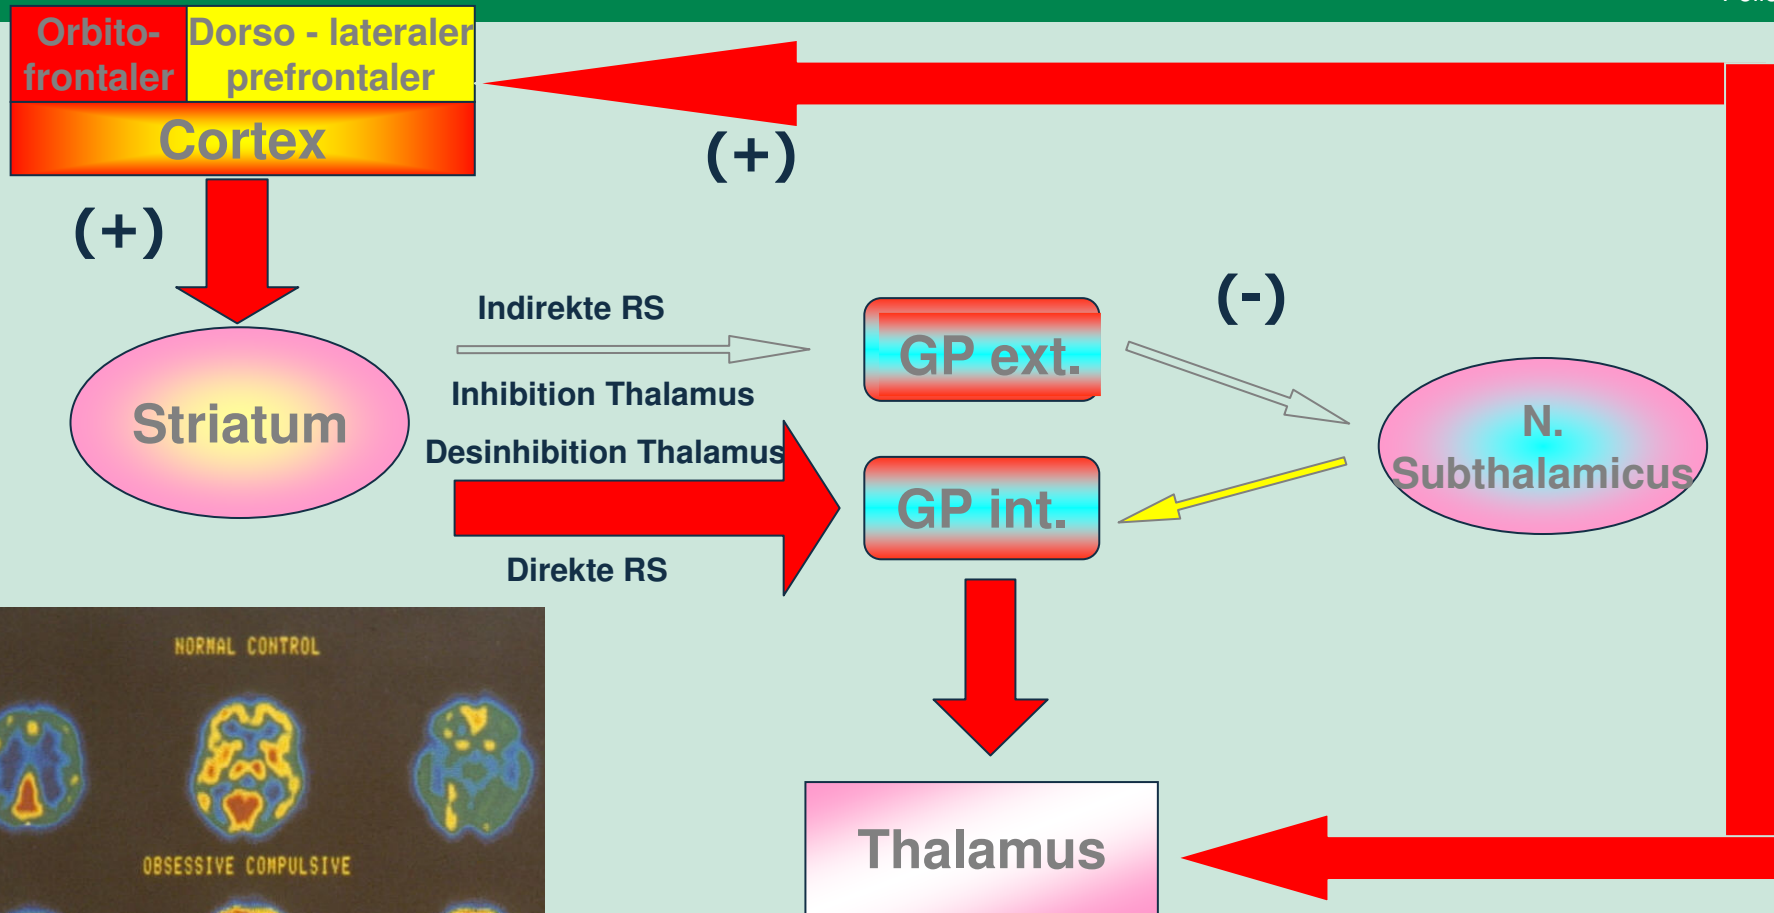 Orbito-
frontaler
Dorso - lateraler
prefrontaler
Cortex
(+)
(+)
Indirekte RS
GP ext.
(-)
Inhibition Thalamus
Striatum
N.
Subthalamicus
Desinhibition Thalamus
GP int.
Direkte RS
NORMAL CONTROL
Thalamus
OBSESSIVE COMPULSIVE